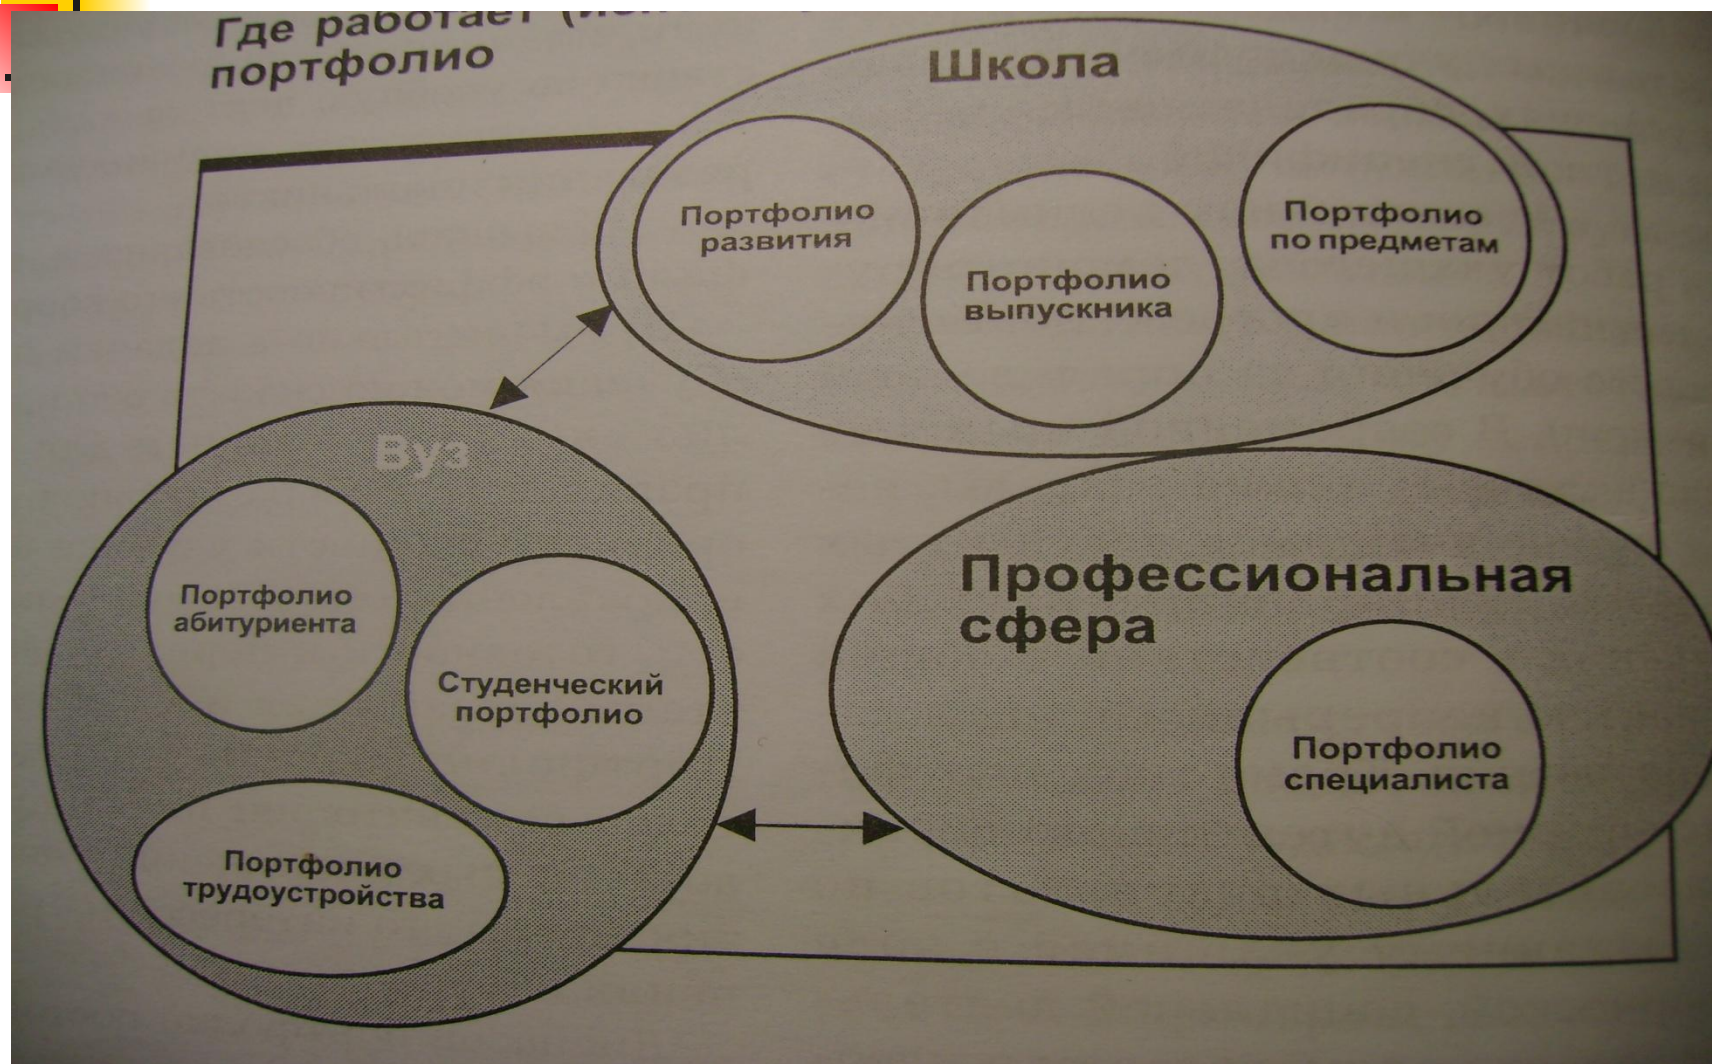 Где работает
портфолио
Школа
Портфолио
развития
Портфолио
выпускника
Портфолио
по предметам
Вуз
Портфолио
абитуриента
Студенческий
портфолио
Портфолио
трудоустройства
Профессиональная
сфера
Портфолио
специалиста